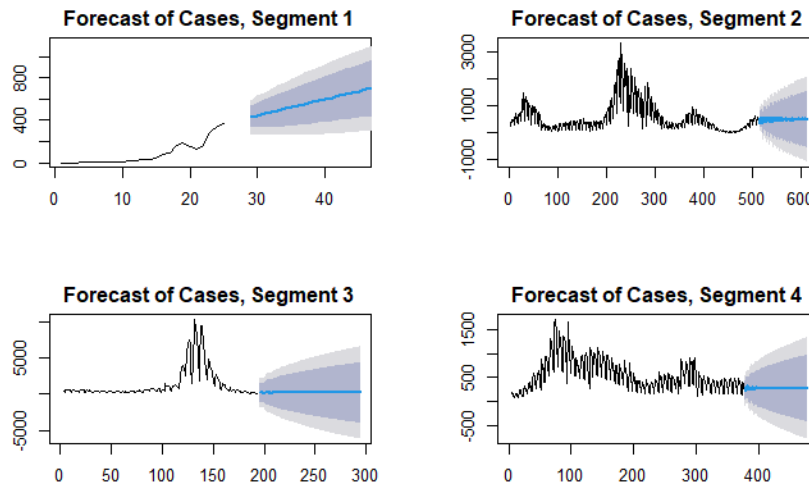 Forecast of Cases, Segment 1
800
400
0
0 10 20 30 40
Forecast of Cases, Segment 2
3000
1000
-1000
0 100 200 300 400 500 600
Forecast of Cases, Segment 3
5000
0
-5000
0 50 100 150 200 250 300
Forecast of Cases, Segment 4
1500
500
-500
0 100 200 300 400